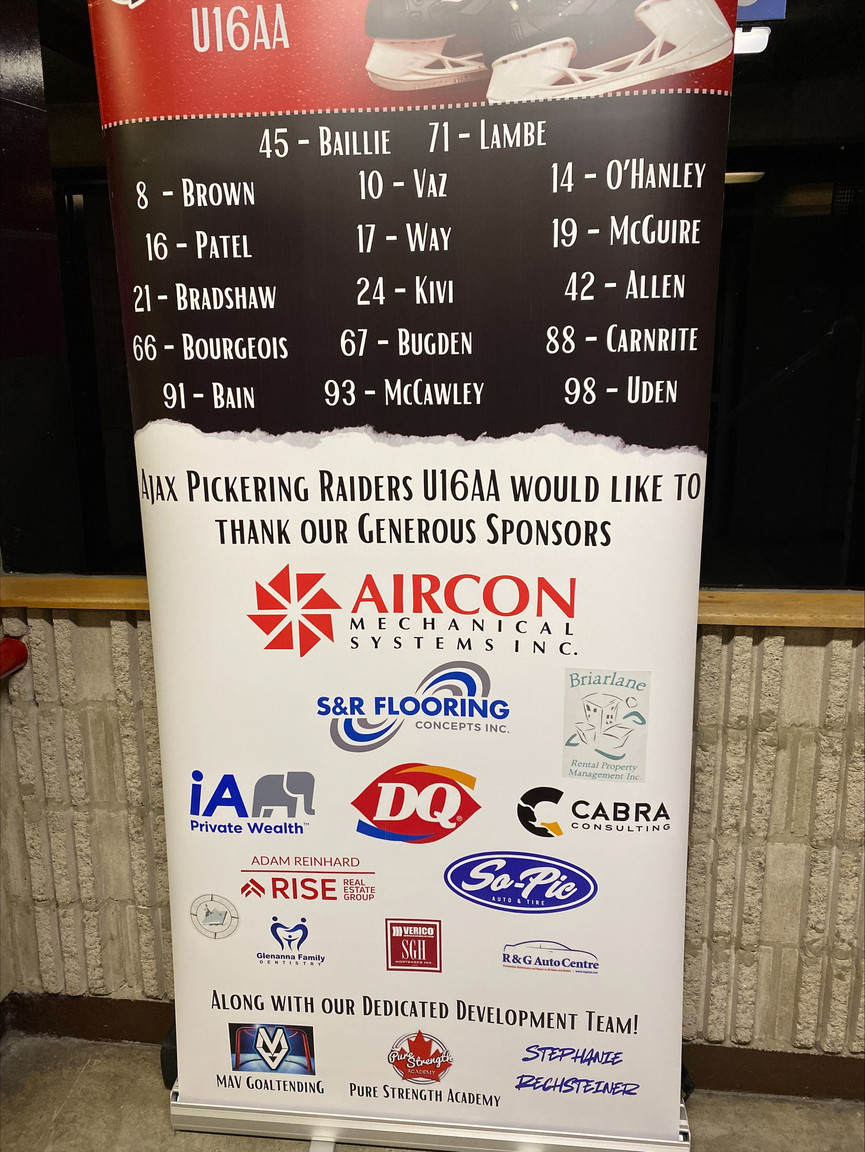 U16AA
45 – Baillie 71 – Lambe
8 – Brown 10 – Vaz 14 – O'Hanley
16 – Patel 17 – Way 19 – McGuire
21 – Bradshaw 24 – Kivi 42 – Allen
66 – Bourgeois 67 – Bugden 88 – Carnrite
91 – Bain 93 – McCawley 98 – Uden
Ajax Pickering Raiders U16AA would like to
thank our Generous Sponsors
AIRCON
MECHANICAL
SYSTEMS INC.
S&R FLOORING
CONCEPTS INC.
Briarlane
Rental Property
Management Inc.
iA
Private Wealth™
DQ®
CABRA
CONSULTING
ADAM REINHARD
RISE REAL ESTATE GROUP
So-Pic
AUTO & TIRE
Glenanna Family
DENTISTRY
VERICO
SGH
MORTGAGES INC.
R&G Auto Centre
Along with our Dedicated Development Team!
MAV Goaltending
Pure Strength
ACADEMY
Pure Strength Academy
Stephanie
Rechsteiner